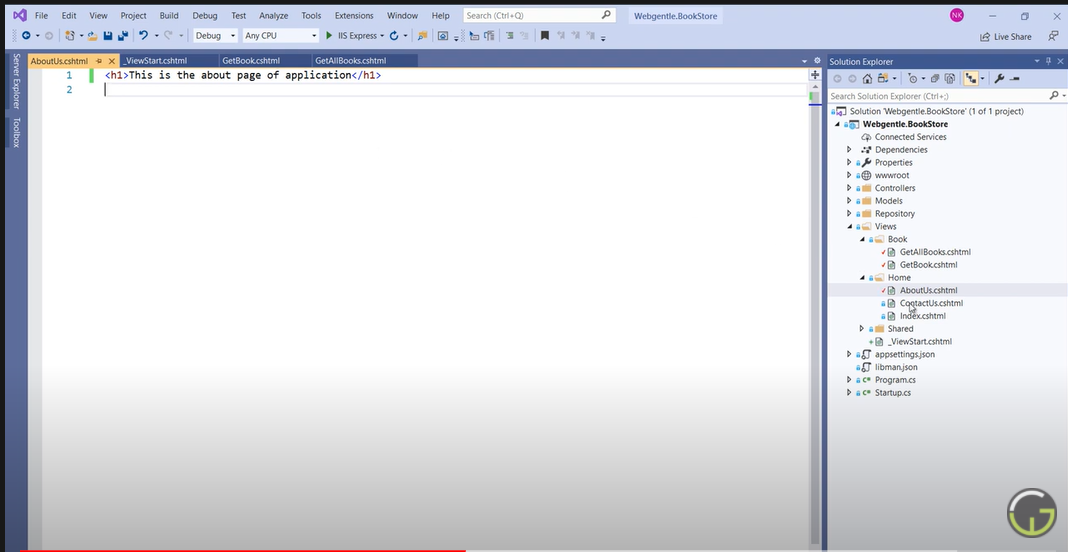 File Edit View Project Build Debug Test Analyze Tools Extensions Window Help Search (Ctrl+Q) Webgentle.BookStore NK
Debug Any CPU IIS Express Live Share
Server Explorer
Toolbox
AboutUs.cshtml _ViewStart.cshtml GetBook.cshtml GetAllBooks.cshtml
1 <h1>This is the about page of application</h1>
2
Solution Explorer
Search Solution Explorer (Ctrl+;)
Solution 'Webgentle.BookStore' (1 of 1 project)
Webgentle.BookStore
Connected Services
Dependencies
Properties
wwwroot
Controllers
Models
Repository
Views
Book
GetAllBooks.cshtml
GetBook.cshtml
Home
AboutUs.cshtml
ContactUs.cshtml
Index.cshtml
Shared
_ViewStart.cshtml
appsettings.json
libman.json
C# Program.cs
C# Startup.cs